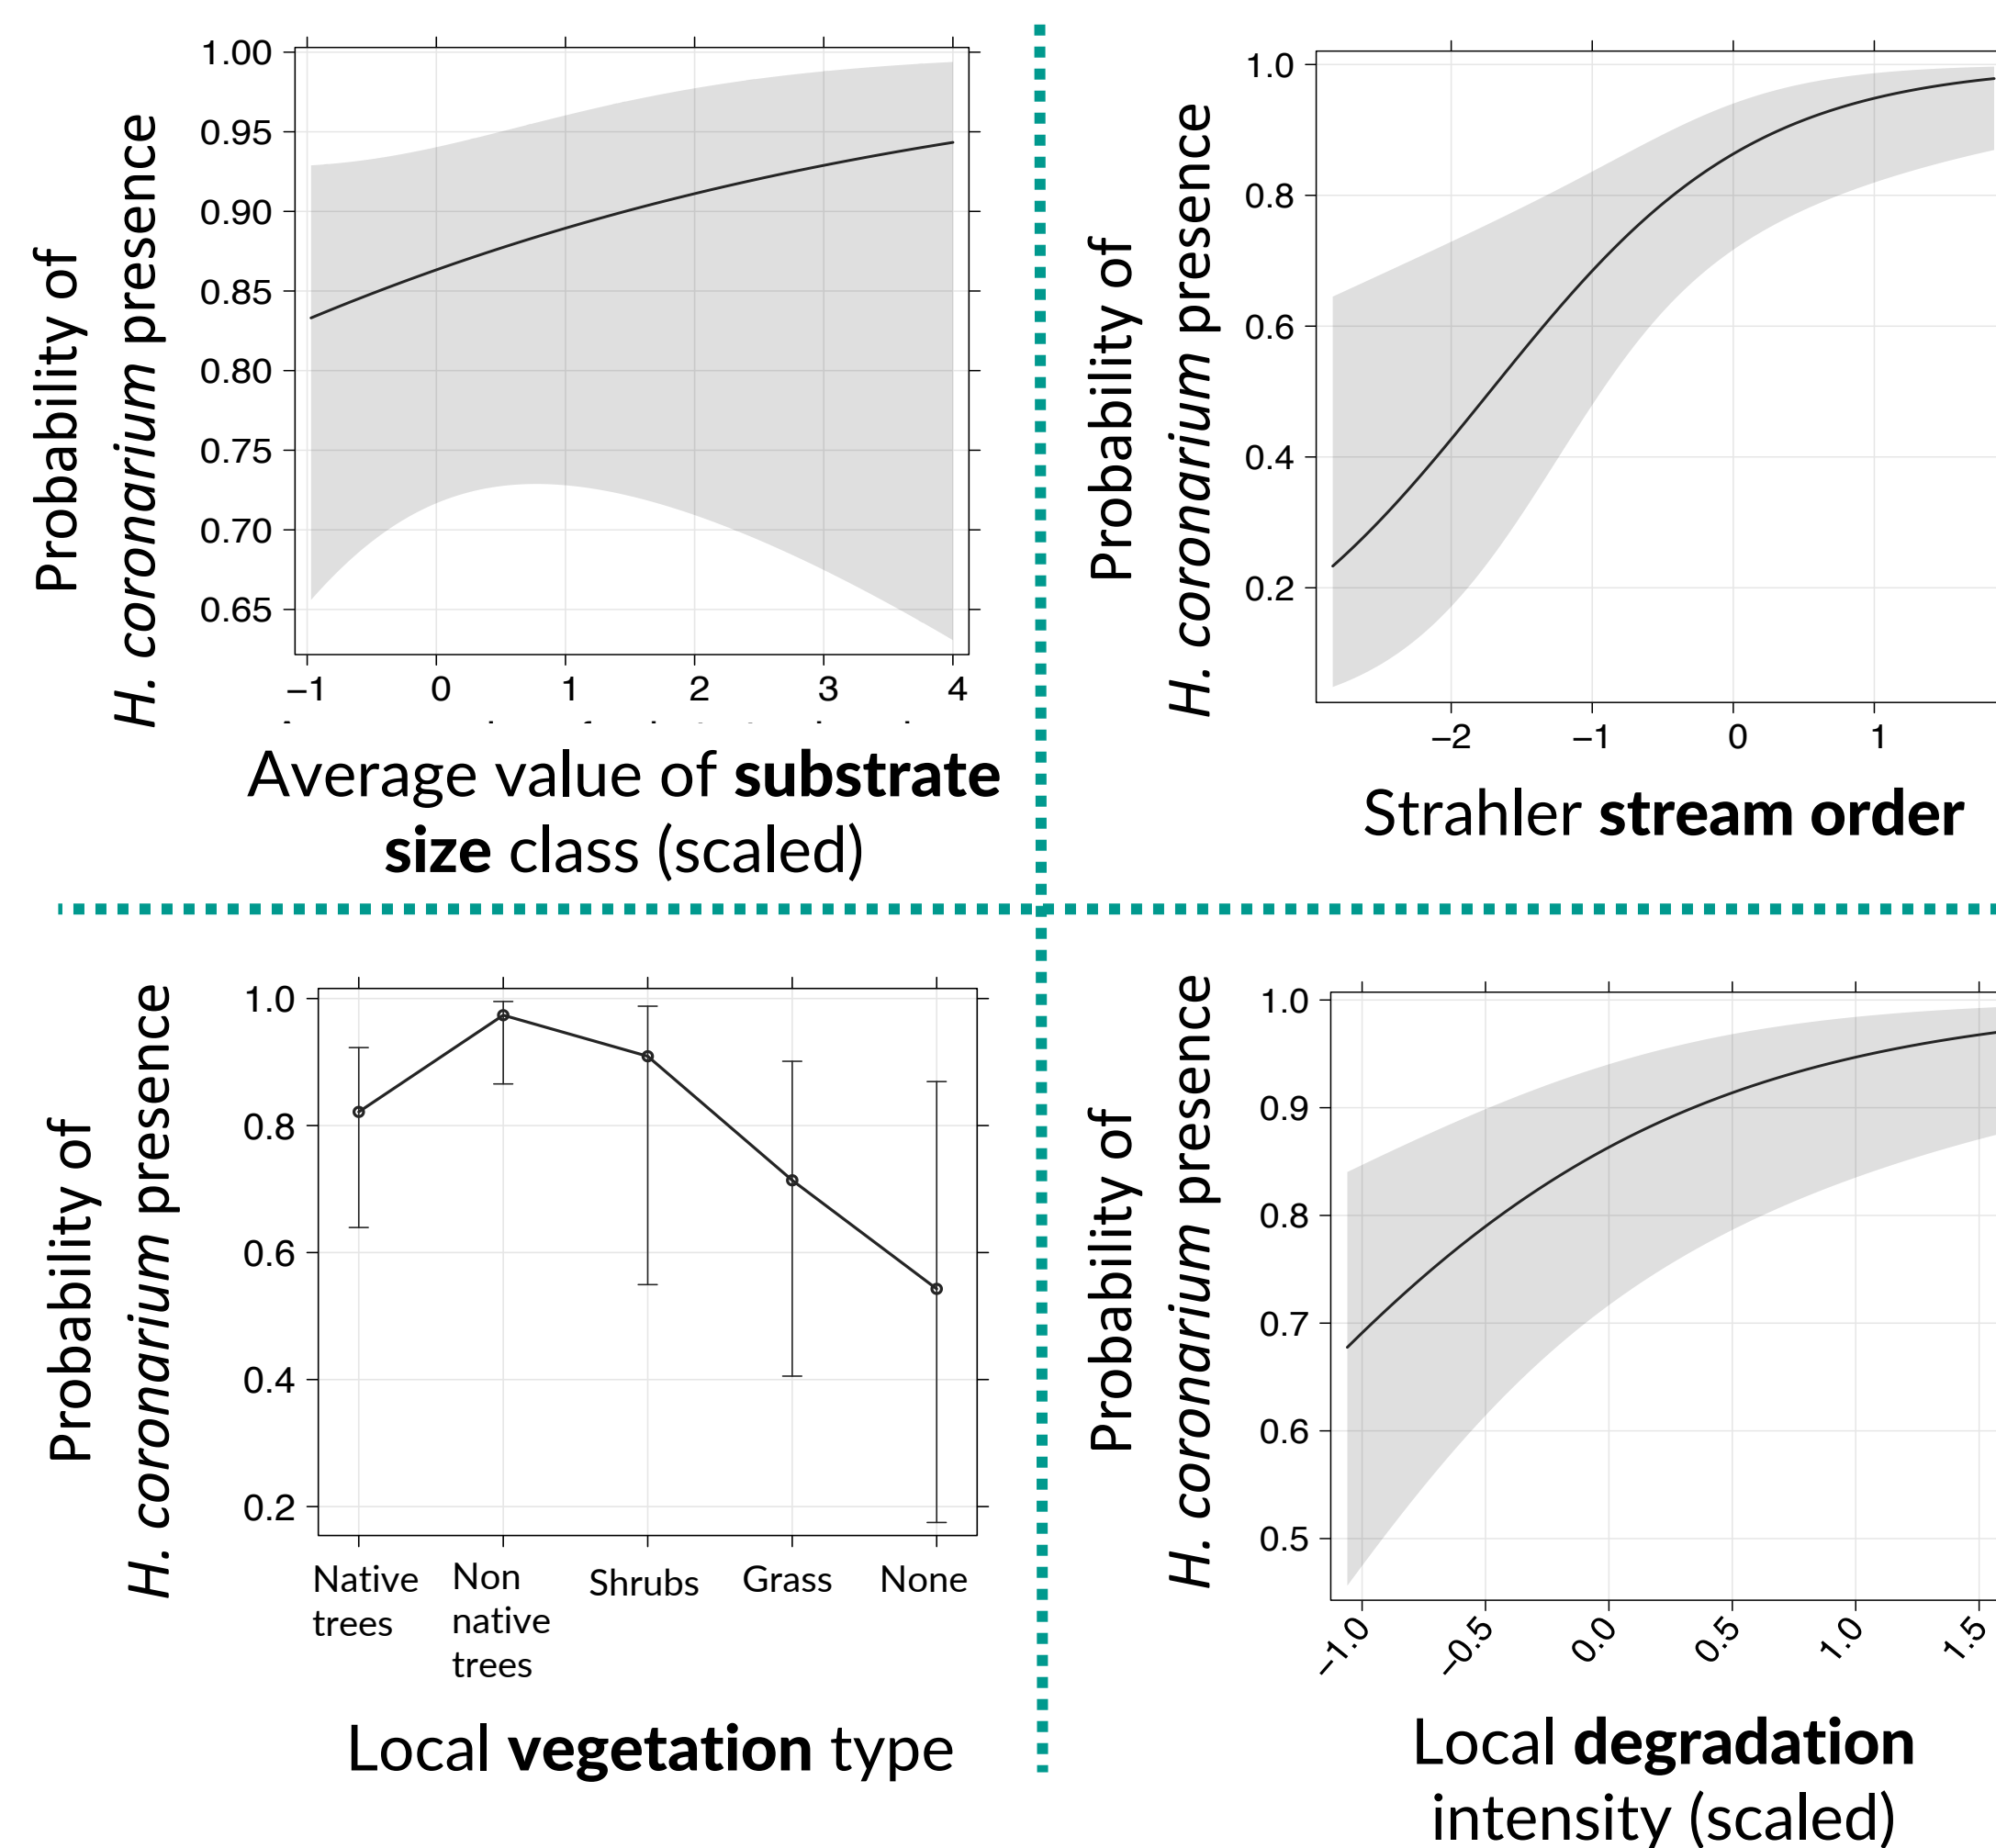 Probability of
H. coronarium presence
1.00
0.95
0.90
0.85
0.80
0.75
0.70
0.65
−1 0 1 2 3 4
Average value of substrate
size class (scaled)
Probability of
H. coronarium presence
1.0
0.8
0.6
0.4
0.2
−2 −1 0 1
Strahler stream order
Probability of
H. coronarium presence
1.0
0.8
0.6
0.4
0.2
Native
trees
Non
native
trees
Shrubs
Grass
None
Local vegetation type
Probability of
H. coronarium presence
1.0
0.9
0.8
0.7
0.6
0.5
−1.0 −0.5 0.0 0.5 1.0 1.5
Local degradation
intensity (scaled)